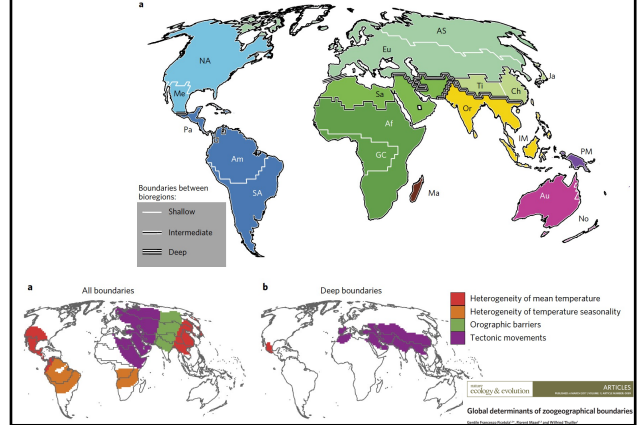 a
AS
Eu
NA
Ja
Ti
Me
Sa
Ch
Or
Pa
Af
IM
PM
Am
GC
Boundaries between
bioregions:
SA
Ma
Au
Shallow
No
Intermediate
Deep
a
All boundaries
b
Deep boundaries
Heterogeneity of mean temperature
Heterogeneity of temperature seasonality
Orographic barriers
Tectonic movements
nature
ecology & evolution
ARTICLES
Global determinants of zoogeographical boundaries